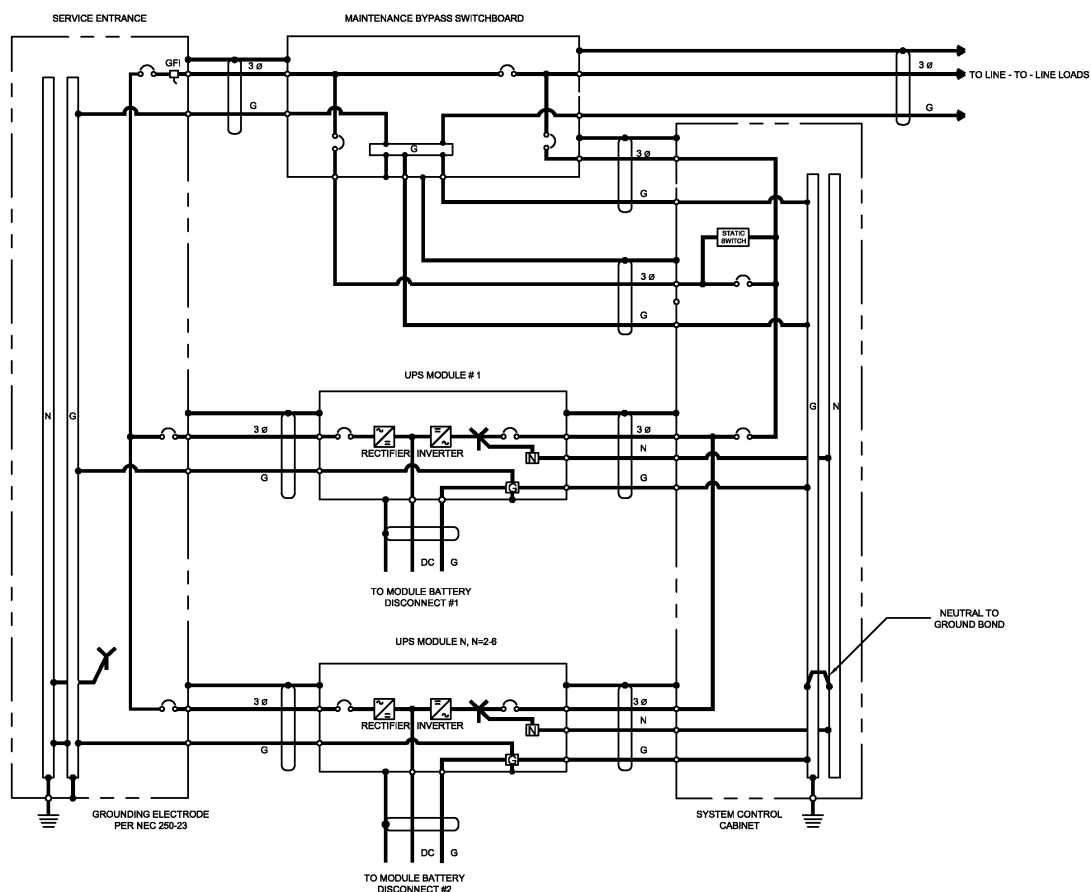 SERVICE ENTRANCE
MAINTENANCE BYPASS SWITCHBOARD
GFI
3 ø
3 ø
TO LINE - TO - LINE LOADS
G
G
G
3 ø
G
STATIC
SWITCH
3 ø
G
UPS MODULE # 1
N
G
G
N
3 ø
3 ø
RECTIFIER
INVERTER
N
N
G
G
G
DC
G
TO MODULE BATTERY
DISCONNECT #1
NEUTRAL TO
GROUND BOND
UPS MODULE N, N=2-6
3 ø
3 ø
RECTIFIER
INVERTER
N
N
G
G
G
GROUNDING ELECTRODE
PER NEC 250-23
SYSTEM CONTROL
CABINET
DC
G
TO MODULE BATTERY
DISCONNECT #2